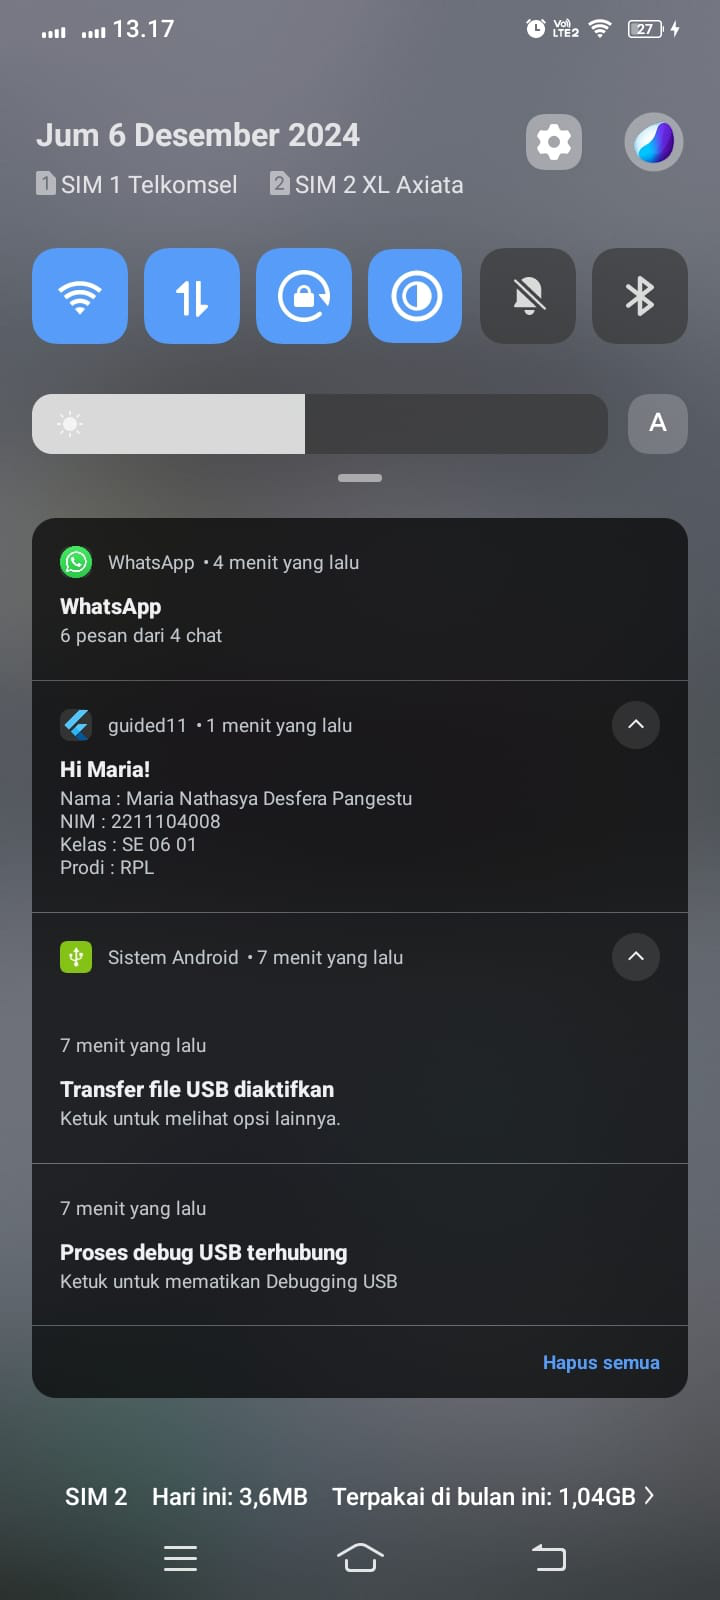 13.17
Vo))
LTE2
27
Jum 6 Desember 2024
1 SIM 1 Telkomsel 2 SIM 2 XL Axiata
A
WhatsApp • 4 menit yang lalu
WhatsApp
6 pesan dari 4 chat
guided11 • 1 menit yang lalu
Hi Maria!
Nama : Maria Nathasya Desfera Pangestu
NIM : 2211104008
Kelas : SE 06 01
Prodi : RPL
Sistem Android • 7 menit yang lalu
7 menit yang lalu
Transfer file USB diaktifkan
Ketuk untuk melihat opsi lainnya.
7 menit yang lalu
Proses debug USB terhubung
Ketuk untuk mematikan Debugging USB
Hapus semua
SIM 2 Hari ini: 3,6MB Terpakai di bulan ini: 1,04GB >